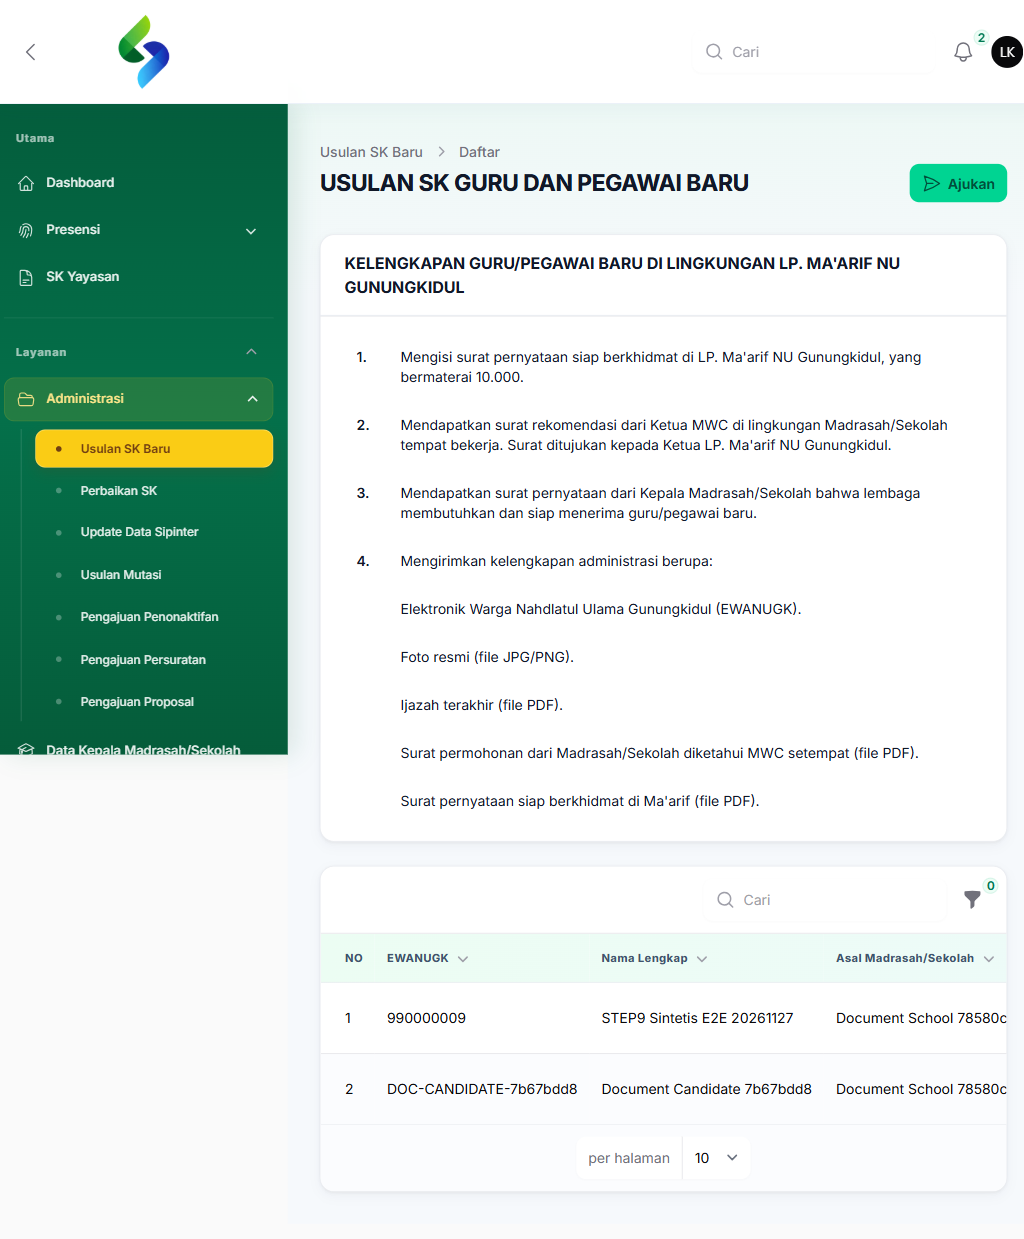 Cari
2
LK
Utama
Dashboard
Presensi
SK Yayasan
Layanan
Administrasi
Usulan SK Baru
Perbaikan SK
Update Data Sipinter
Usulan Mutasi
Pengajuan Penonaktifan
Pengajuan Persuratan
Pengajuan Proposal
Data Kepala Madrasah/Sekolah
Usulan SK Baru > Daftar
USULAN SK GURU DAN PEGAWAI BARU
Ajukan
KELENGKAPAN GURU/PEGAWAI BARU DI LINGKUNGAN LP. MA'ARIF NU
GUNUNGKIDUL
1. Mengisi surat pernyataan siap berkhidmat di LP. Ma'arif NU Gunungkidul, yang
bermaterai 10.000.
2. Mendapatkan surat rekomendasi dari Ketua MWC di lingkungan Madrasah/Sekolah
tempat bekerja. Surat ditujukan kepada Ketua LP. Ma'arif NU Gunungkidul.
3. Mendapatkan surat pernyataan dari Kepala Madrasah/Sekolah bahwa lembaga
membutuhkan dan siap menerima guru/pegawai baru.
4. Mengirimkan kelengkapan administrasi berupa:
Elektronik Warga Nahdlatul Ulama Gunungkidul (EWANUGK).
Foto resmi (file JPG/PNG).
Ijazah terakhir (file PDF).
Surat permohonan dari Madrasah/Sekolah diketahui MWC setempat (file PDF).
Surat pernyataan siap berkhidmat di Ma'arif (file PDF).
Cari
0
NO EWANUGK Nama Lengkap Asal Madrasah/Sekolah
1 990000009 STEP9 Sintetis E2E 20261127 Document School 78580c
2 DOC-CANDIDATE-7b67bdd8 Document Candidate 7b67bdd8 Document School 78580c
per halaman 10